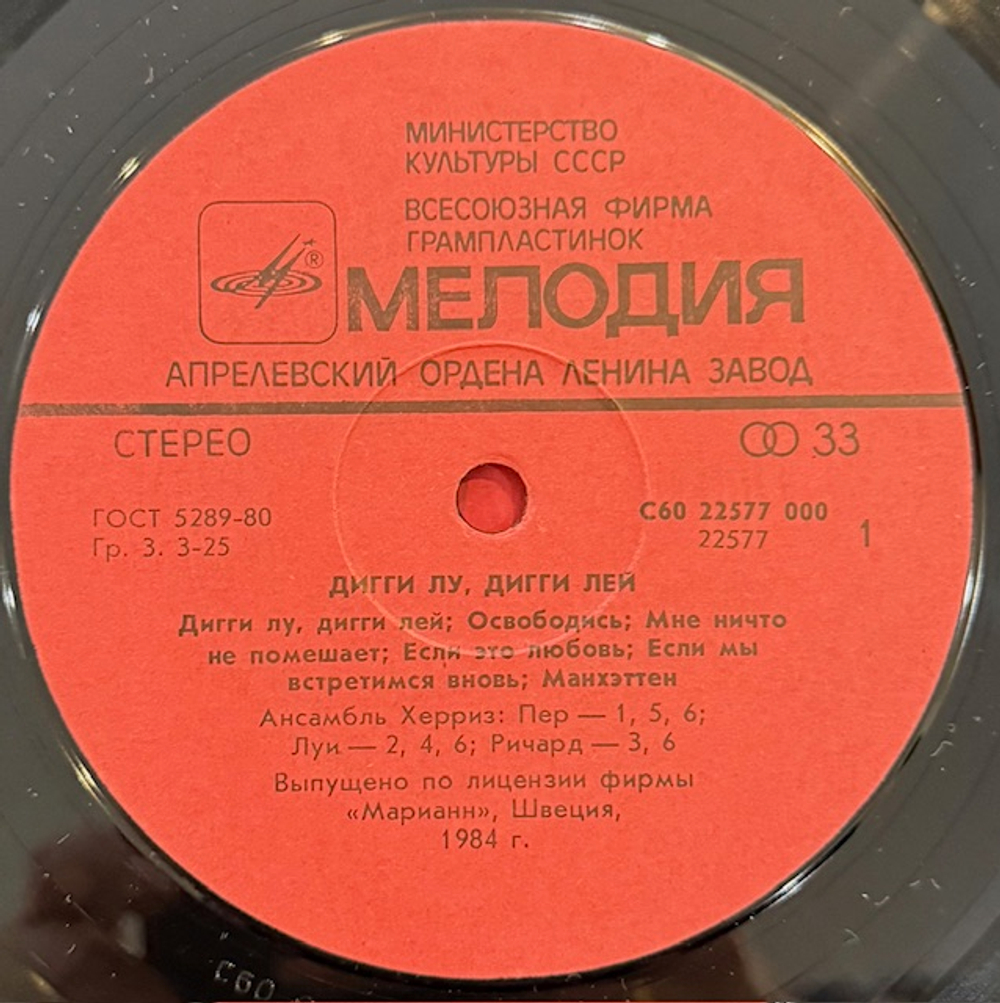 МИНИСТЕРСТВО
КУЛЬТУРЫ СССР
ВСЕСОЮЗНАЯ ФИРМА
ГРАМПЛАСТИНОК
®
МЕЛОДИЯ
АПРЕЛЕВСКИЙ ОРДЕНА ЛЕНИНА ЗАВОД
СТЕРЕО
33
ГОСТ 5289-80
Гр. 3. 3-25
С60 22577 000
22577
1
ДИГГИ ЛУ, ДИГГИ ЛЕЙ
Дигги лу, дигги лей; Освободись; Мне ничто
не помешает; Если это любовь; Если мы
встретимся вновь; Манхэттен
Ансамбль Херриз: Пер — 1, 5, 6;
Луи — 2, 4, 6; Ричард — 3, 6
Выпущено по лицензии фирмы
«Марианн», Швеция,
1984 г.
С60